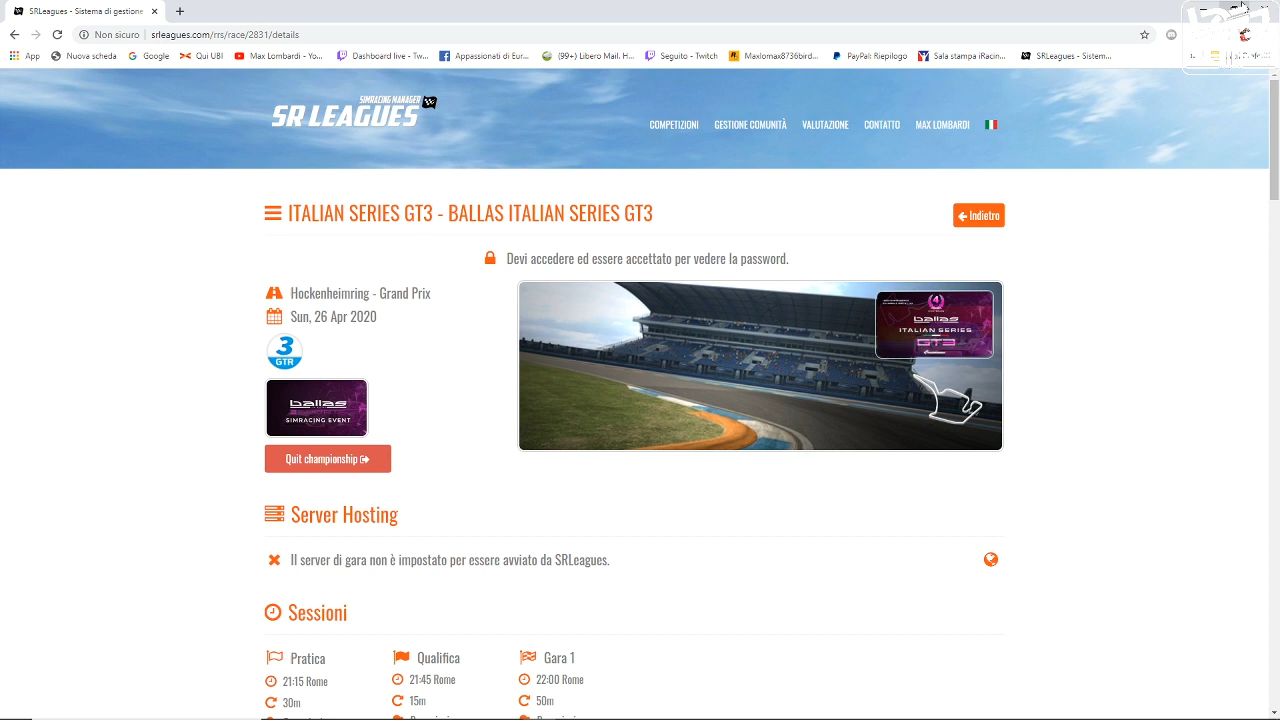 SRLeagues - Sistema di gestione
Non sicuro | srleagues.com/rrs/race/2831/details
App
Nuova scheda
Google
Qui UBI
Max Lombardi - Yo...
Dashboard live - Tw...
Appassionati di Eur...
(99+) Libero Mail. H...
Seguito - Twitch
Maxlomax8736bird...
PayPal: Riepilogo
Sala stampa iRacin...
SRLeagues - Sistem...
SIMRACING MANAGER
SR LEAGUES
COMPETIZIONI
GESTIONE COMUNITÀ
VALUTAZIONE
CONTATTO
MAX LOMBARDI
ITALIAN SERIES GT3 - BALLAS ITALIAN SERIES GT3
Indietro
Devi accedere ed essere accettato per vedere la password.
Hockenheimring - Grand Prix
Sun, 26 Apr 2020
3
GTR
ballas
SIMRACING EVENT
4
ballas
ITALIAN SERIES
GT3
Quit championship
Server Hosting
Il server di gara non è impostato per essere avviato da SRLeagues.
Sessioni
Pratica Qualifica Gara 1
21:15 Rome 21:45 Rome 22:00 Rome
30m 15m 50m